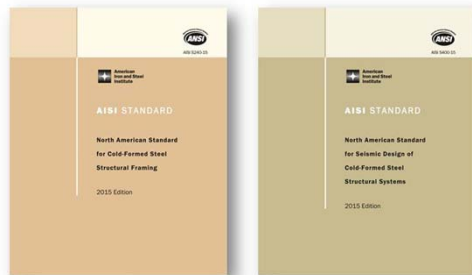 ANSI
AISI S240-15
American
Iron and Steel
Institute
AISI STANDARD
North American Standard
for Cold-Formed Steel
Structural Framing
2015 Edition
ANSI
AISI S400-15
American
Iron and Steel
Institute
AISI STANDARD
North American Standard
for Seismic Design of
Cold-Formed Steel
Structural Systems
2015 Edition